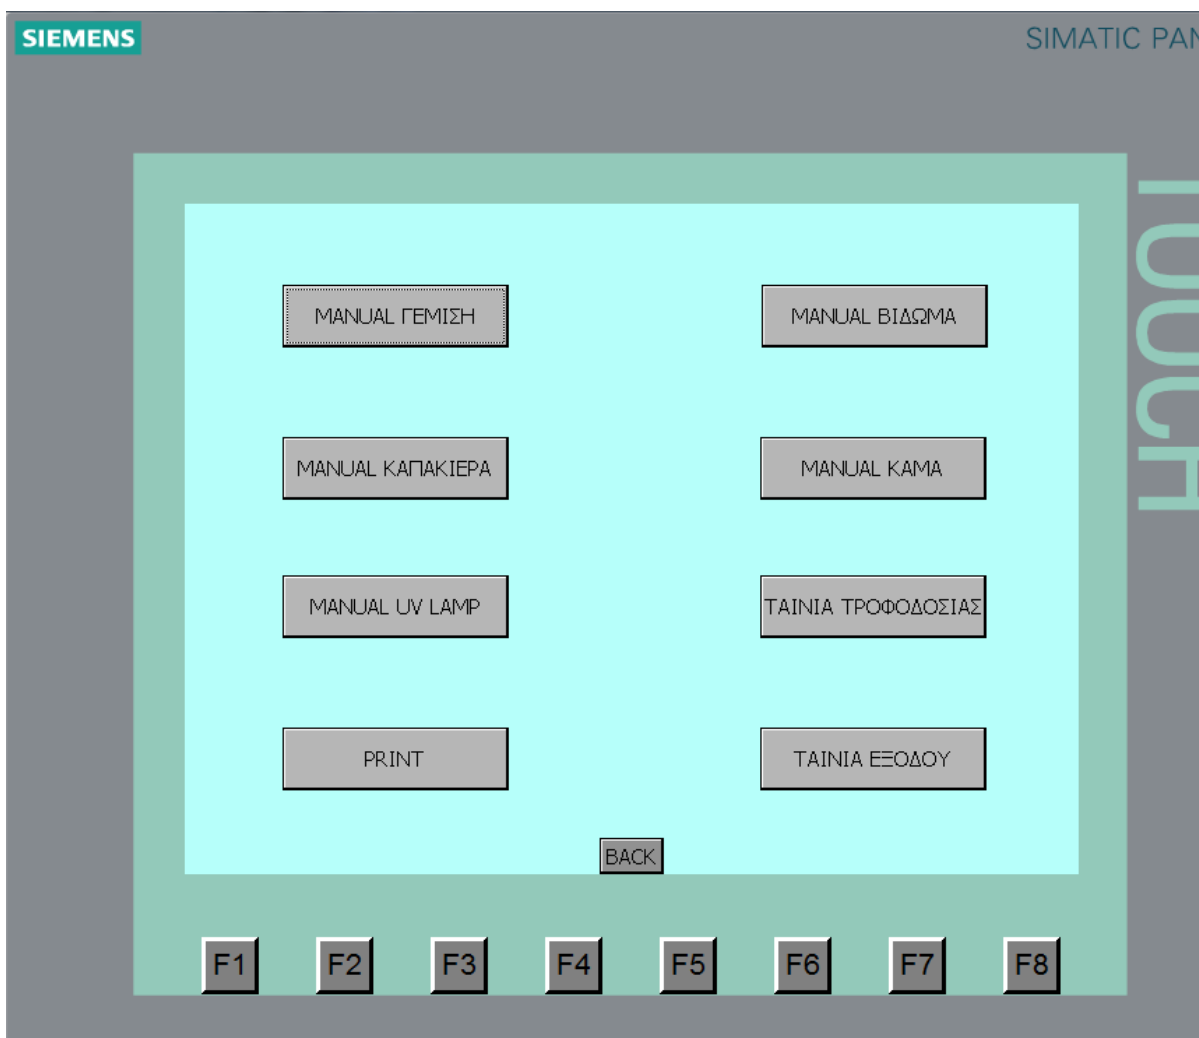 SIEMENS
SIMATIC PAN
TOUCH
MANUAL ΓΕΜΙΣΗ
MANUAL ΒΙΔΩΜΑ
MANUAL ΚΑΠΑΚΙΕΡΑ
MANUAL ΚΑΜΑ
MANUAL UV LAMP
ΤΑΙΝΙΑ ΤΡΟΦΟΔΟΣΙΑΣ
PRINT
ΤΑΙΝΙΑ ΕΞΟΔΟΥ
BACK
F1 F2 F3 F4 F5 F6 F7 F8